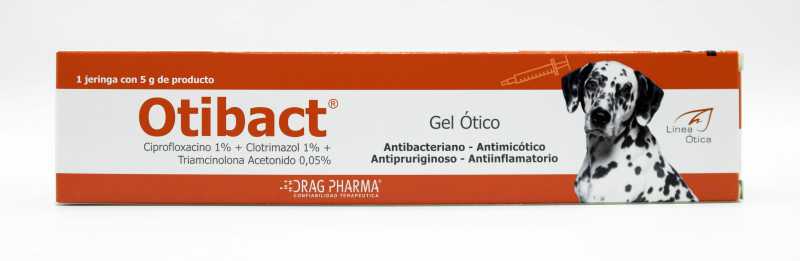 1 jeringa con 5 g de producto
Otibact®
Ciprofloxacino 1% + Clotrimazol 1% +
Triamcinolona Acetonido 0,05%
Gel Ótico
Antibacteriano - Antimicótico
Antipruriginoso - Antiinflamatorio
DRAG PHARMA®
CONFIABILIDAD TERAPEUTICA
Línea
Ótica